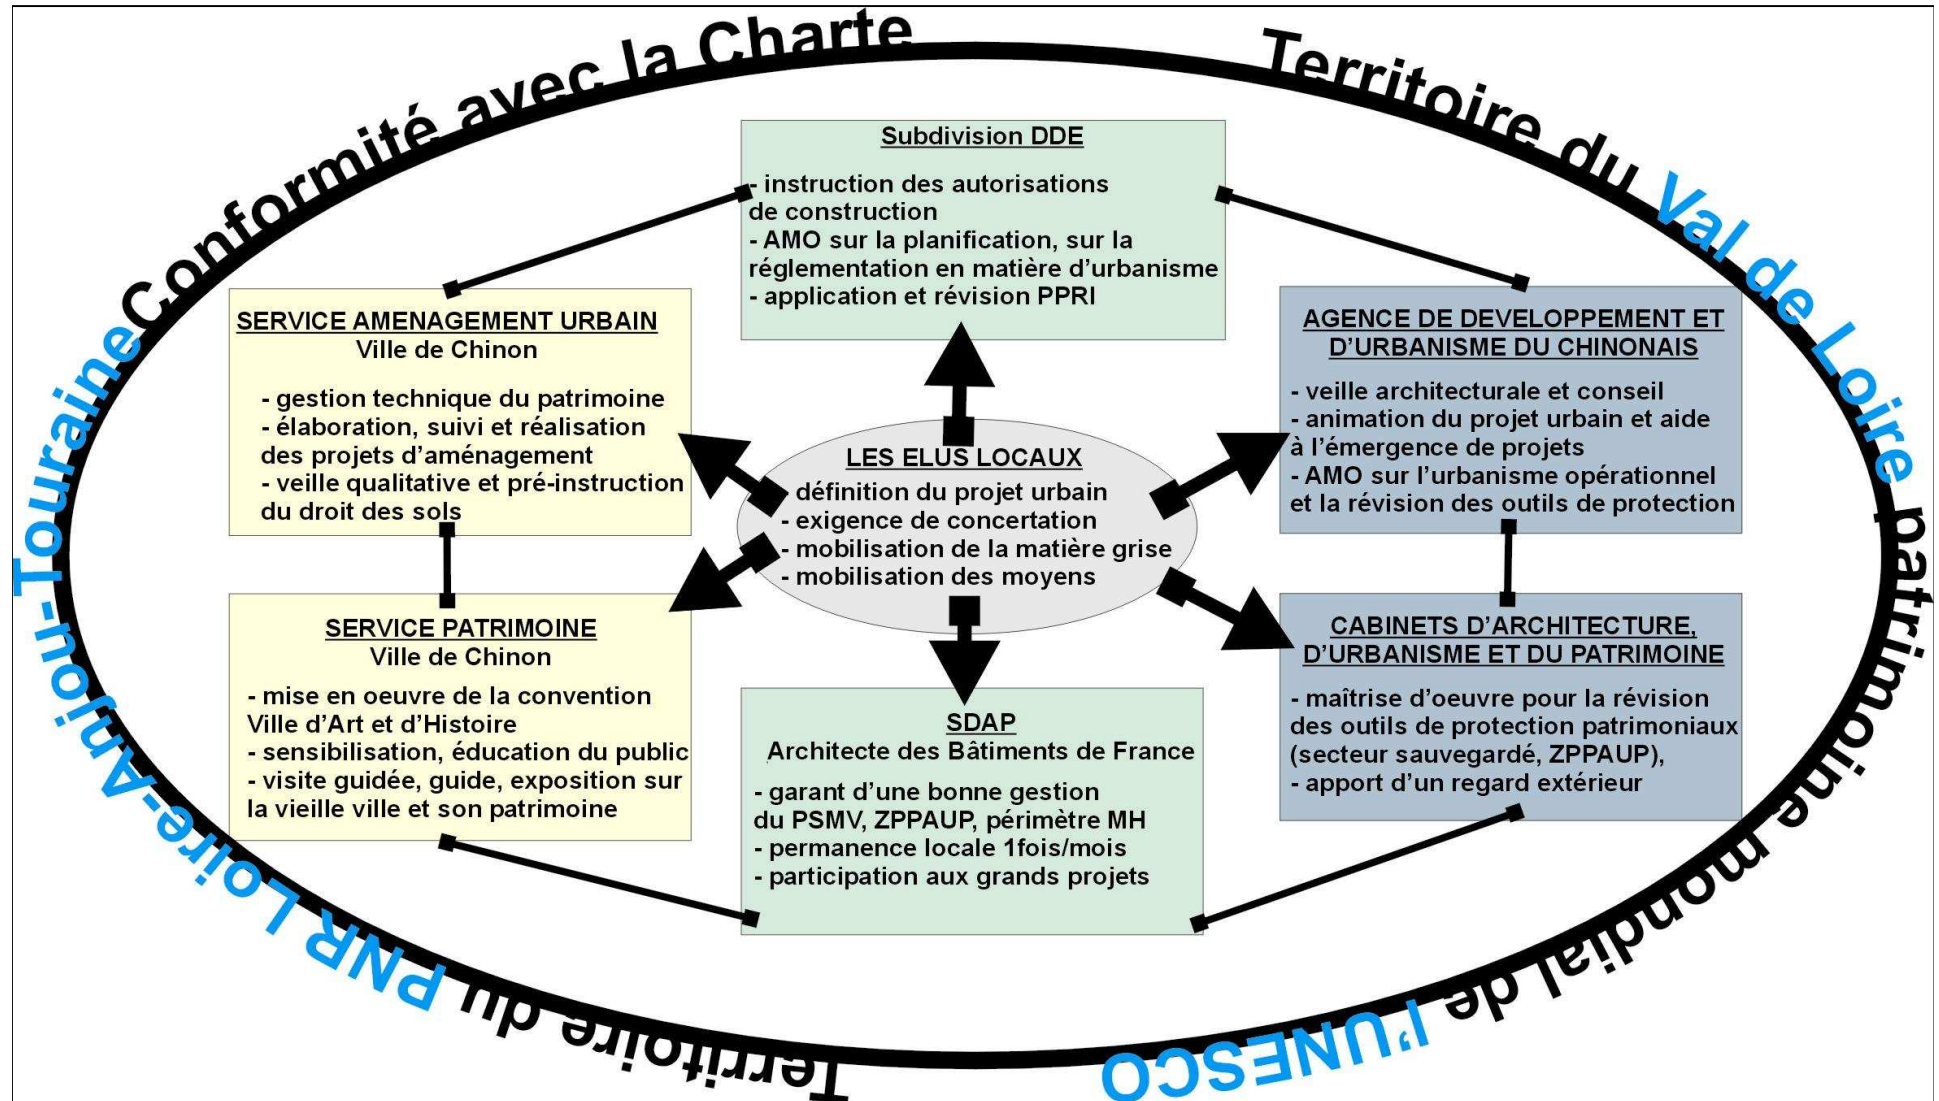 Conformité avec la Charte
Territoire du Val de Loire patrimoine mondial de l'UNESCO
Territoire du PNR Loire-Anjou-Touraine
Subdivision DDE
- instruction des autorisations
de construction
- AMO sur la planification, sur la
réglementation en matière d'urbanisme
- application et révision PPRI
SERVICE AMENAGEMENT URBAIN
Ville de Chinon
- gestion technique du patrimoine
- élaboration, suivi et réalisation
des projets d'aménagement
- veille qualitative et pré-instruction
du droit des sols
AGENCE DE DEVELOPPEMENT ET
D'URBANISME DU CHINONAIS
- veille architecturale et conseil
- animation du projet urbain et aide
à l'émergence de projets
- AMO sur l'urbanisme opérationnel
et la révision des outils de protection
LES ELUS LOCAUX
- définition du projet urbain
- exigence de concertation
- mobilisation de la matière grise
- mobilisation des moyens
SERVICE PATRIMOINE
Ville de Chinon
- mise en oeuvre de la convention
Ville d'Art et d'Histoire
- sensibilisation, éducation du public
- visite guidée, guide, exposition sur
la vieille ville et son patrimoine
SDAP
Architecte des Bâtiments de France
- garant d'une bonne gestion
du PSMV, ZPPAUP, périmètre MH
- permanence locale 1fois/mois
- participation aux grands projets
CABINETS D'ARCHITECTURE,
D'URBANISME ET DU PATRIMOINE
- maîtrise d'oeuvre pour la révision
des outils de protection patrimoniaux
(secteur sauvegardé, ZPPAUP),
- apport d'un regard extérieur